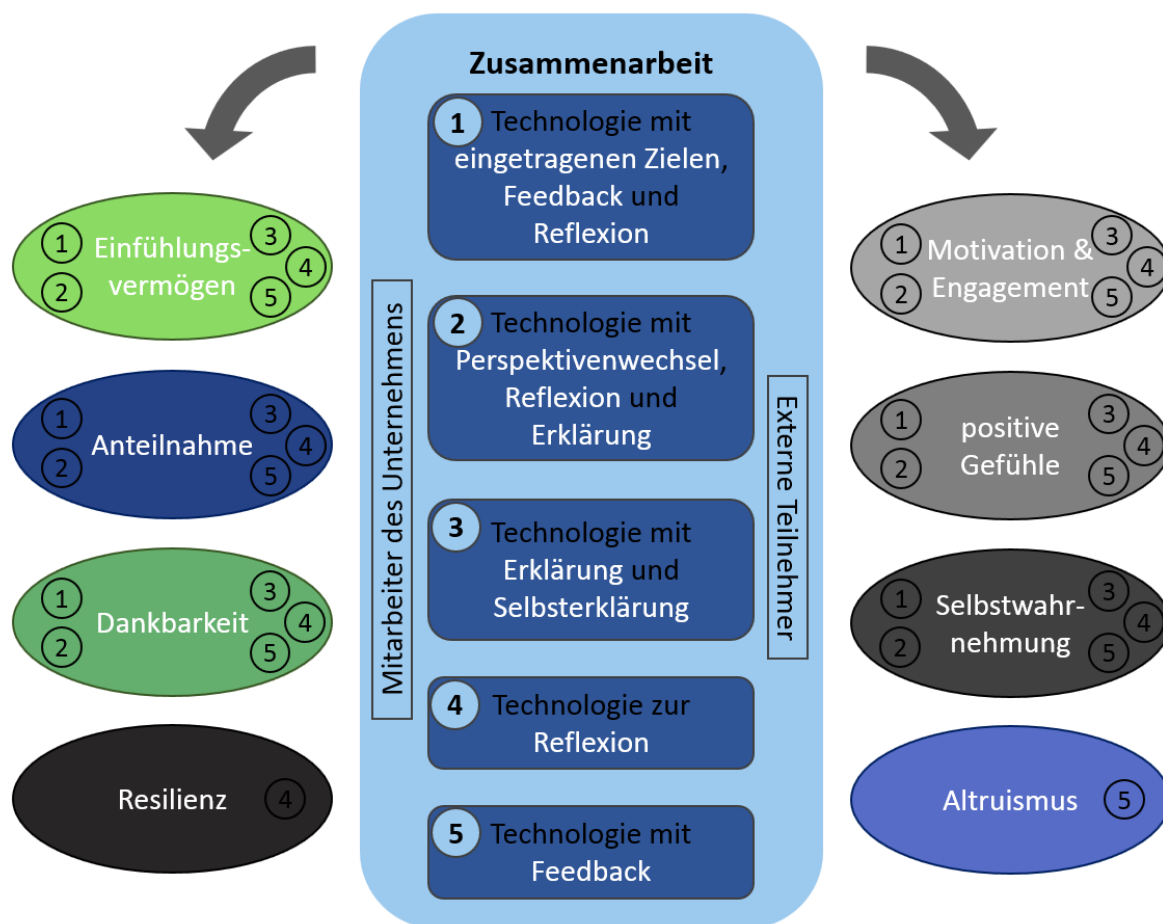 Zusammenarbeit
1 Technologie mit
eingetragenen Zielen,
Feedback und
Reflexion
2 Technologie mit
Perspektivenwechsel,
Reflexion und
Erklärung
3 Technologie mit
Erklärung und
Selbsterklärung
4 Technologie zur
Reflexion
5 Technologie mit
Feedback
Mitarbeiter des Unternehmens
Externe Teilnehmer
1 Einfühlungs- 3
4
2 vermögen 5
1 3
Anteilnahme 4
2 5
1 3
Dankbarkeit 4
2 5
Resilienz 4
1 Motivation & 3
4
2 Engagement 5
1 positive 3
4
2 Gefühle 5
1 Selbstwahr- 3
4
2 nehmung 5
Altruismus 5